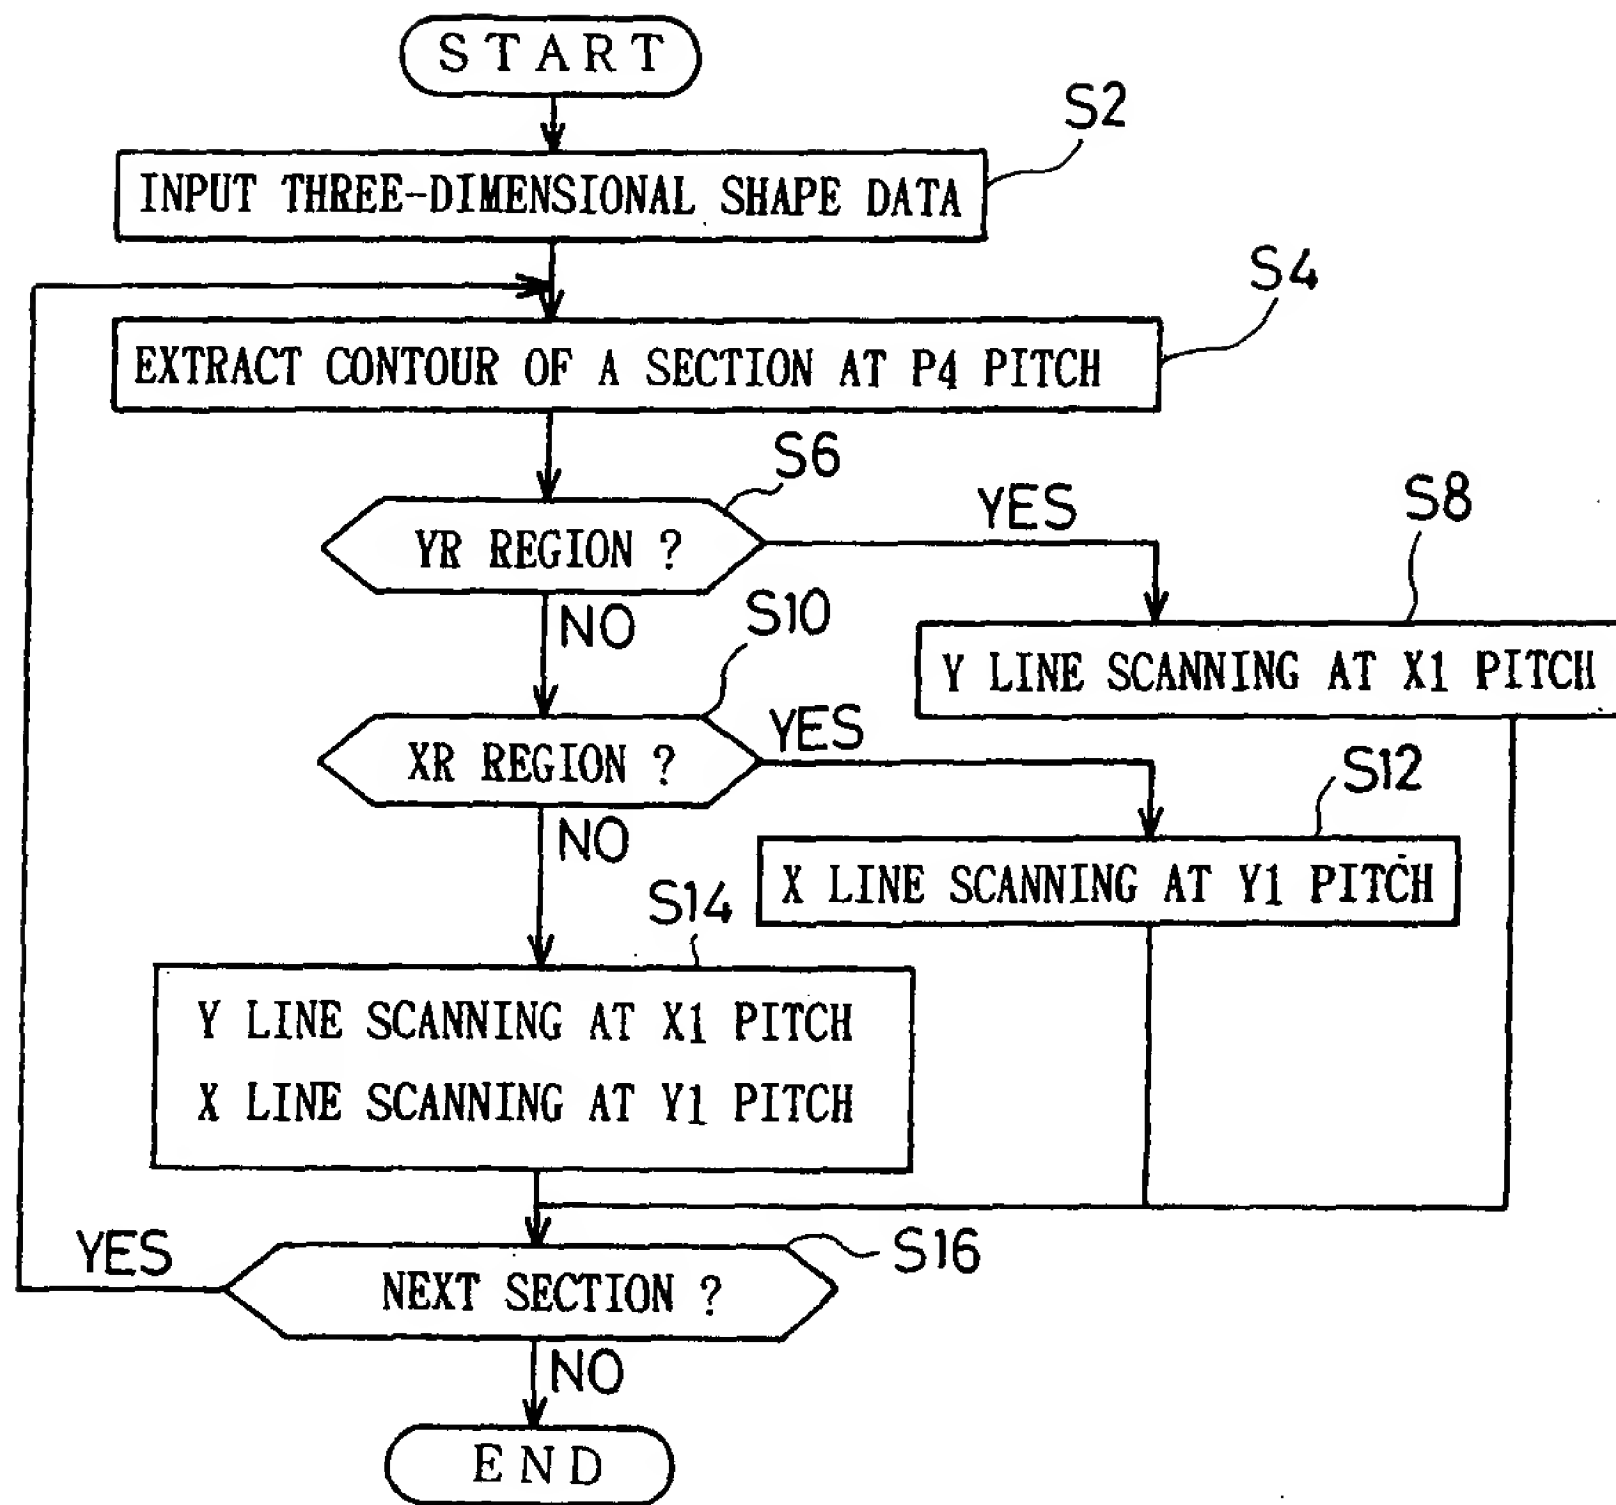 START
S2
INPUT THREE-DIMENSIONAL SHAPE DATA
S4
EXTRACT CONTOUR OF A SECTION AT P4 PITCH
S6
YR REGION ?
YES
S8
NO
S10
Y LINE SCANNING AT X1 PITCH
XR REGION ?
YES
S12
NO
X LINE SCANNING AT Y1 PITCH
S14
Y LINE SCANNING AT X1 PITCH
X LINE SCANNING AT Y1 PITCH
YES
S16
NEXT SECTION ?
NO
END